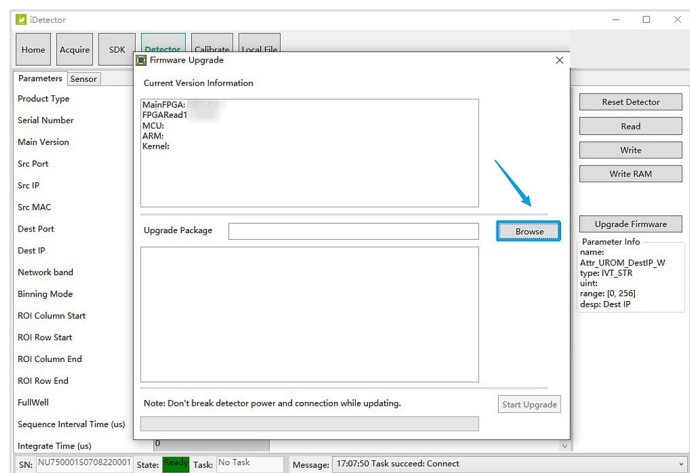 iDetector
Home
Acquire
SDK
Detector
Calibrate
Local File
Firmware Upgrade
Parameters
Sensor
Current Version Information
Product Type
MainFPGA:
FPGARead1
MCU:
ARM:
Kernel:
Reset Detector
Serial Number
Read
Main Version
Write
Src Port
Write RAM
Src IP
Src MAC
Dest Port
Upgrade Package
Browse
Upgrade Firmware
Dest IP
Parameter Info
name:
Attr_UROM_DestIP_W
type: IVT_STR
uint:
range: [0, 256]
desp: Dest IP
Network band
Binning Mode
ROI Column Start
ROI Row Start
ROI Column End
ROI Row End
FullWell
Note: Don't break detector power and connection while updating.
Start Upgrade
Sequence Interval Time (us)
Integrate Time (us)
0
SN: NU750001S0708220001 State: Ready Task: No Task Message: 17:07:50 Task succeed: Connect